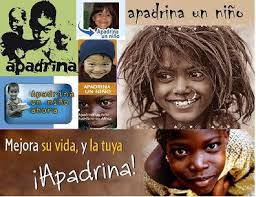 apadrina
Apadrina
un niño
apadrina un niño
Apadrina
un niño
ahora
APADRINA
UN NIÑO
Mejora su vida, y la tuya
¡Apadrina!